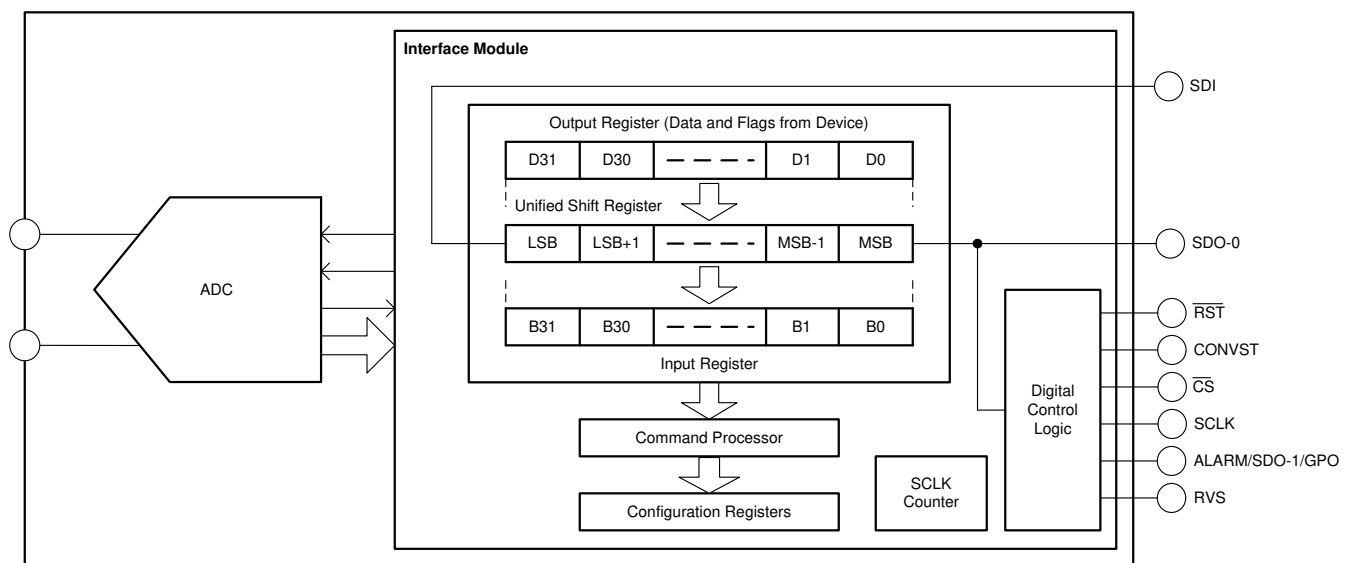 Interface Module
SDI
Output Register (Data and Flags from Device)
D31 D30 D1 D0
Unified Shift Register
LSB LSB+1 MSB-1 MSB
SDO-0
ADC
B31 B30 B1 B0
Input Register
RST
CONVST
CS
SCLK
ALARM/SDO-1/GPO
RVS
Digital
Control
Logic
Command Processor
SCLK
Counter
Configuration Registers